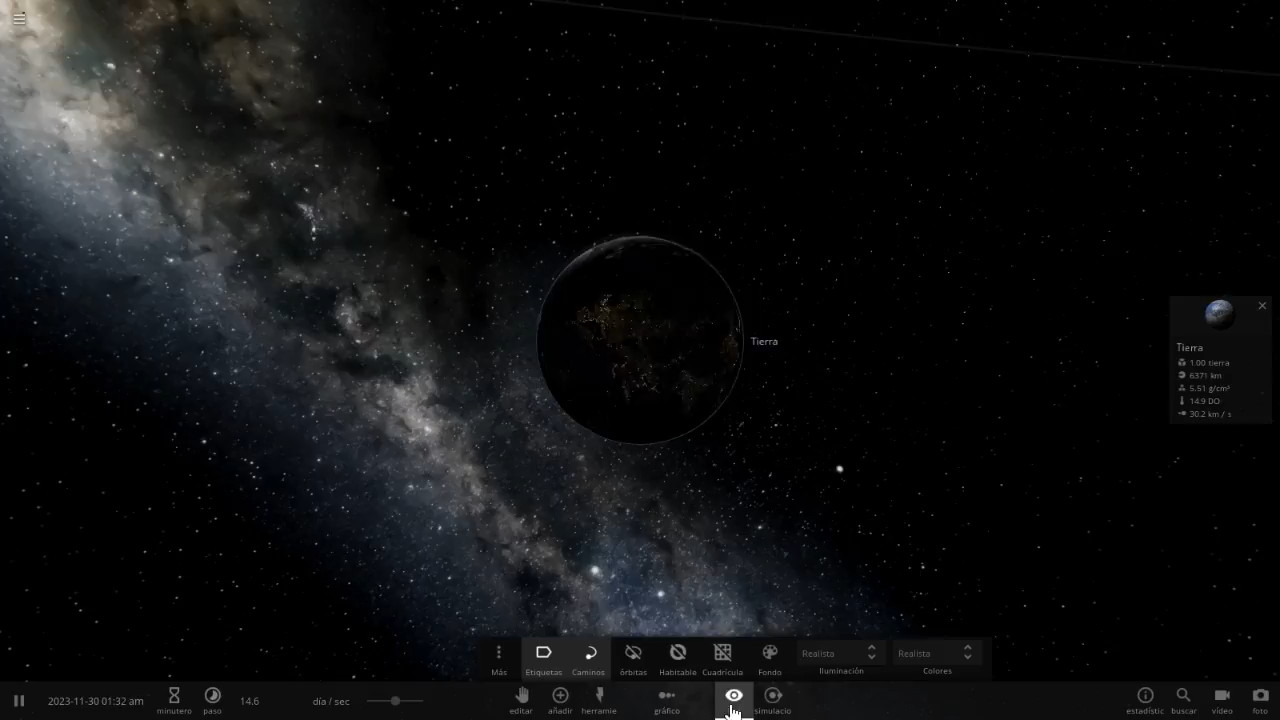 Tierra
Tierra
1.00 tierra
6371 km
5.51 g/cm³
14.9 DO
30.2 km / s
Más
Etiquetas
Caminos
órbitas
Habitable
Cuadrícula
Fondo
Realista
Iluminación
Realista
Colores
2023-11-30 01:32 am
minutero
paso
14.6
día / sec
editar
añadir
herramie
gráfico
simulacio
estadístic
buscar
vídeo
foto